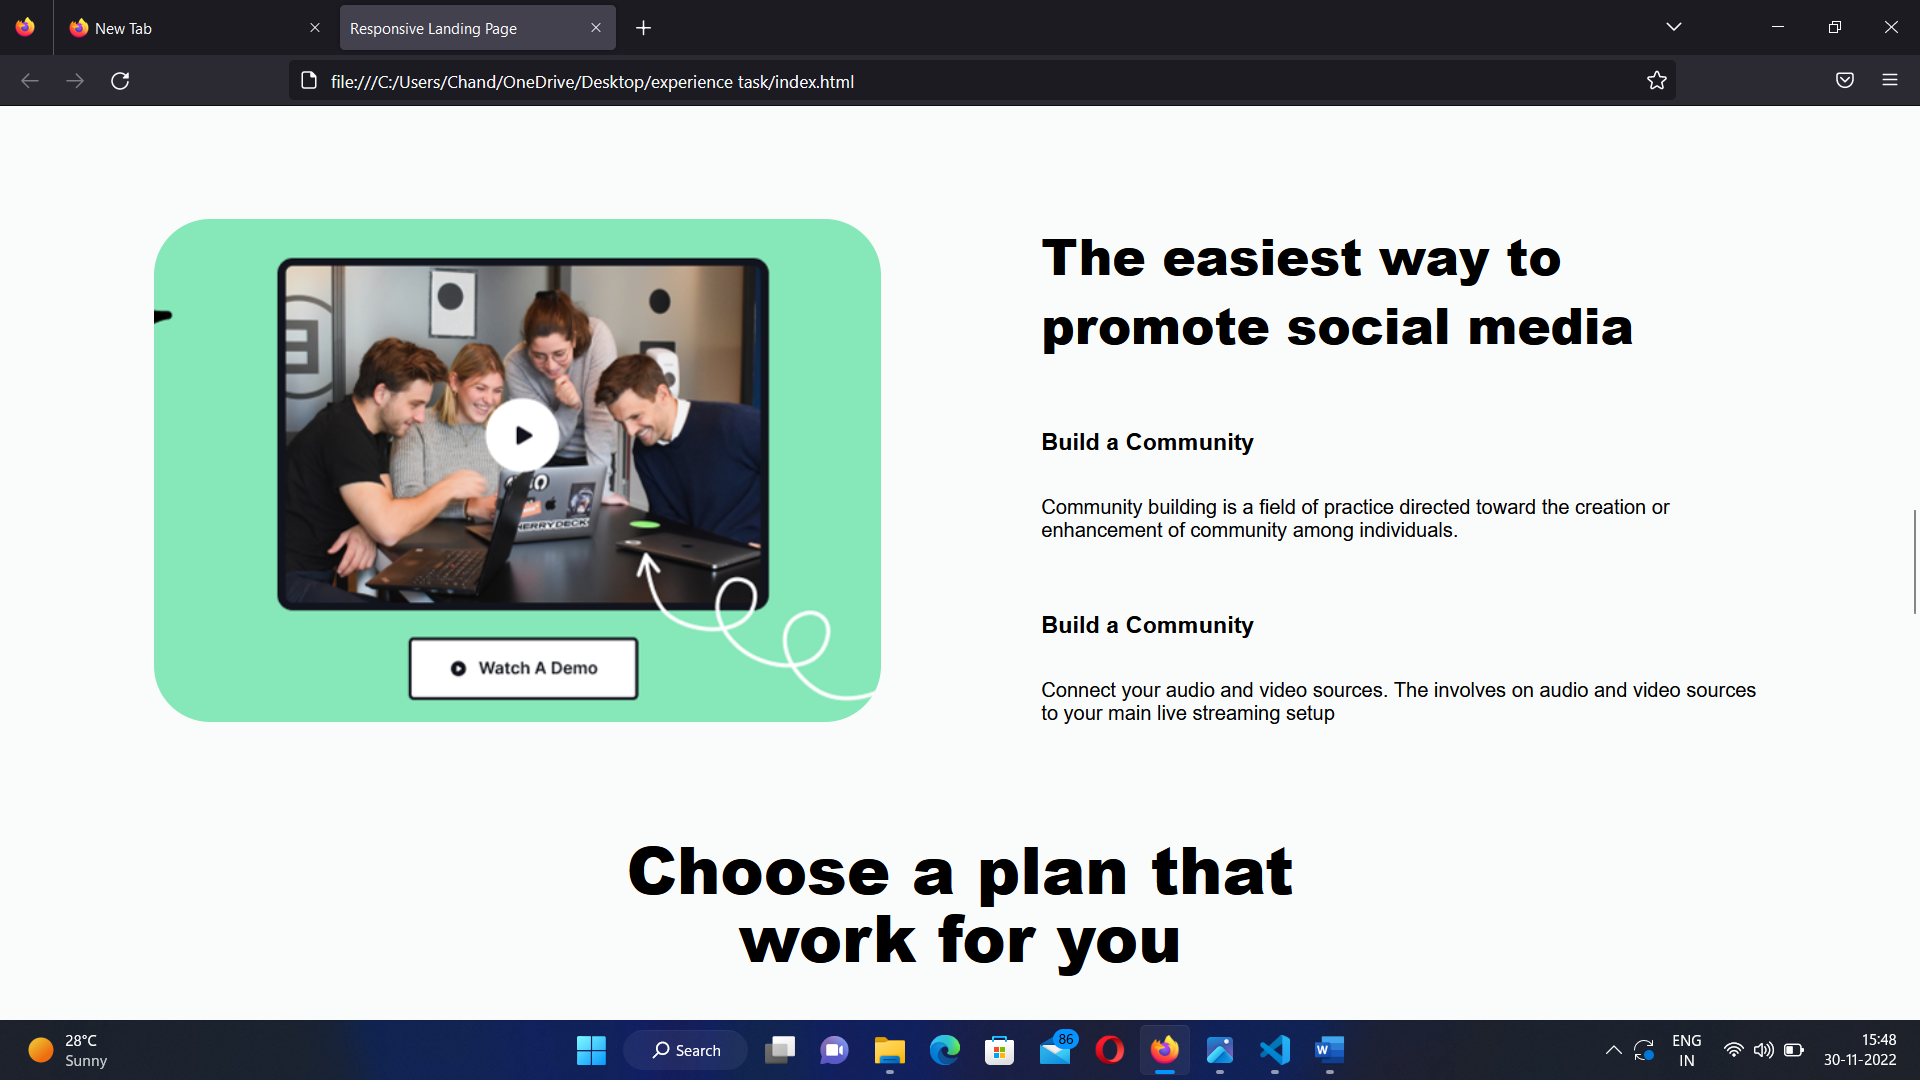 New Tab
Responsive Landing Page
file:///C:/Users/Chand/OneDrive/Desktop/experience task/index.html
The easiest way to
promote social media
Build a Community
Community building is a field of practice directed toward the creation or
enhancement of community among individuals.
HERRYDECK
Watch A Demo
Build a Community
Connect your audio and video sources. The involves on audio and video sources
to your main live streaming setup
Choose a plan that
work for you
28°C
Sunny
Search
86
W
ENG
IN
15:48
30-11-2022